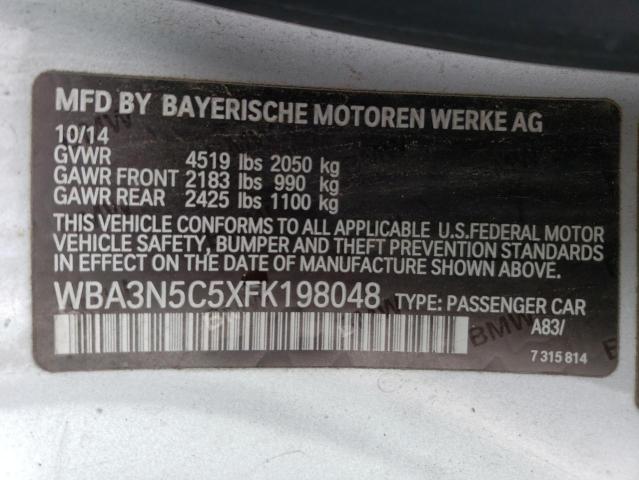 MFD BY BAYERISCHE MOTOREN WERKE AG
10/14
GVWR 4519 lbs 2050 kg
GAWR FRONT 2183 lbs 990 kg
GAWR REAR 2425 lbs 1100 kg
THIS VEHICLE CONFORMS TO ALL APPLICABLE U.S.FEDERAL MOTOR
VEHICLE SAFETY, BUMPER AND THEFT PREVENTION STANDARDS
IN EFFECT ON THE DATE OF MANUFACTURE SHOWN ABOVE.
WBA3N5C5XFK198048 TYPE: PASSENGER CAR
A83/
7 315 814
BMW